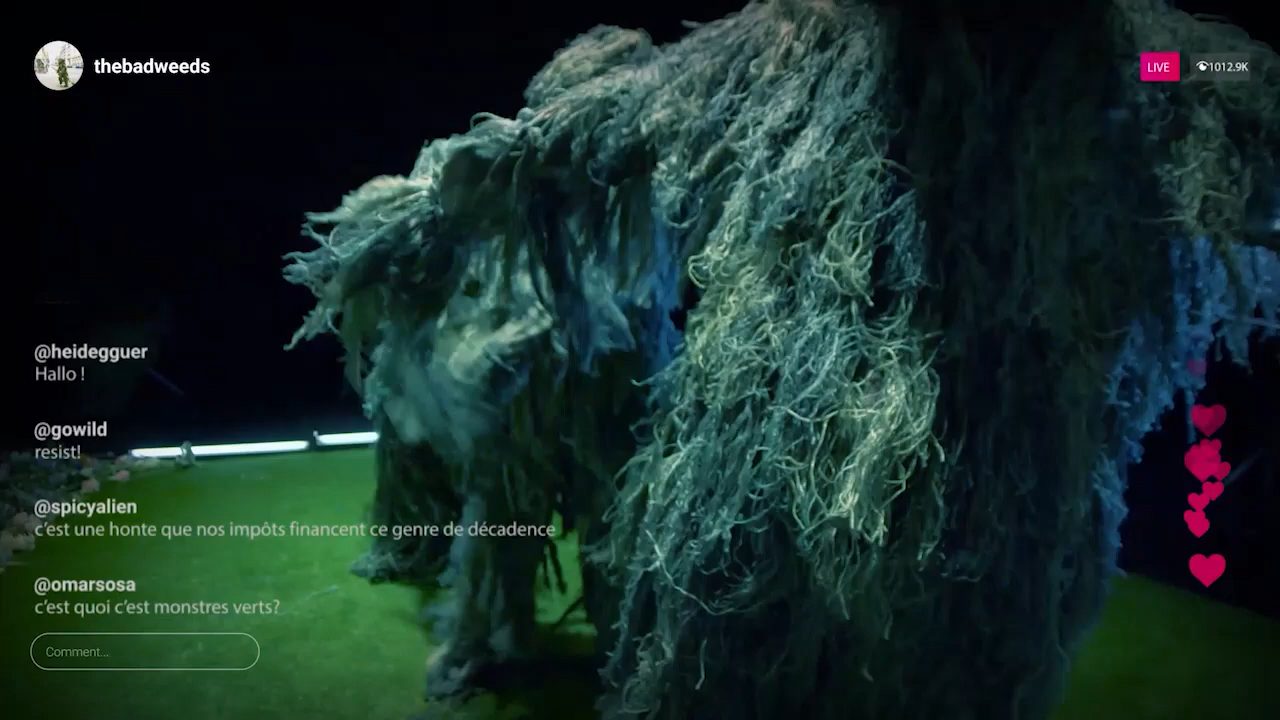 thebadweeds
LIVE
1012.9K
@heidegguer
Hallo !
@gowild
resist!
@spicyalien
c'est une honte que nos impôts financent ce genre de décadence
@omarsosa
c'est quoi c'est monstres verts?
Comment...